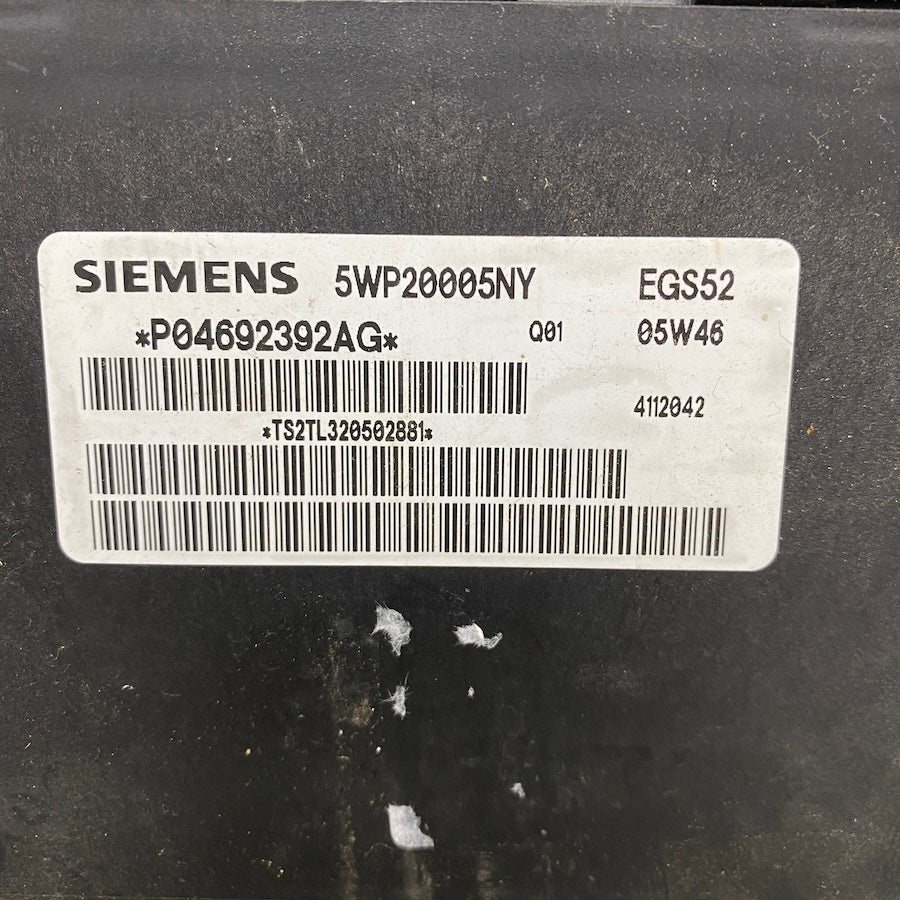 SIEMENS 5WP20005NY EGS52
*P04692392AG* Q01 05W46
4112042
*TS2TL320502881*